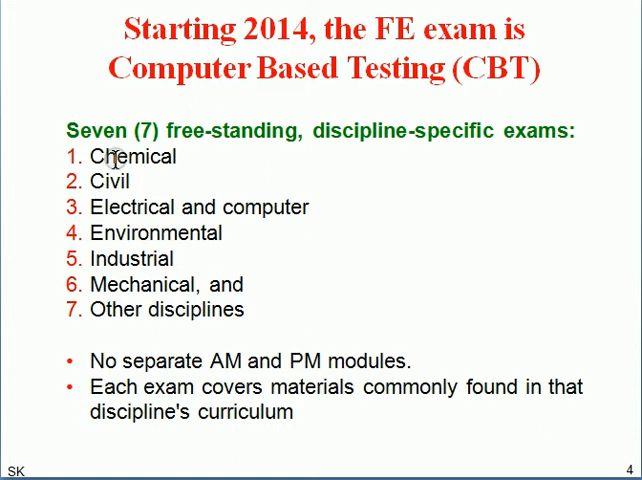 Starting 2014, the FE exam is
Computer Based Testing (CBT)
Seven (7) free-standing, discipline-specific exams:
1. Chemical
2. Civil
3. Electrical and computer
4. Environmental
5. Industrial
6. Mechanical, and
7. Other disciplines
• No separate AM and PM modules.
• Each exam covers materials commonly found in that
discipline's curriculum
SK
4